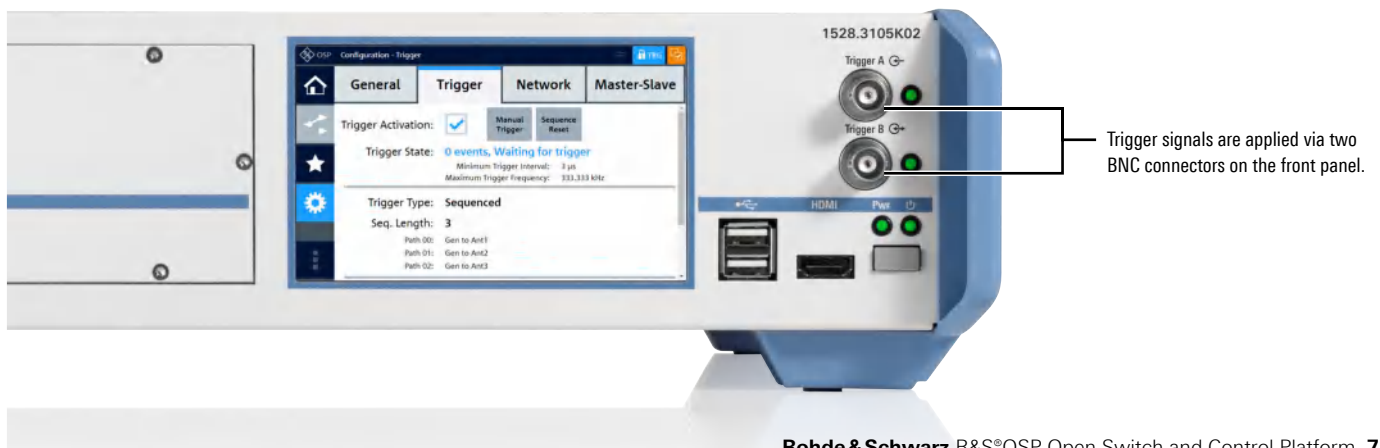 1528.3105K02
Trigger A
Trigger B
OSP Configuration - Trigger
General Trigger Network Master-Slave
Trigger Activation: Manual Trigger Sequence Reset
Trigger State: 0 events, Waiting for trigger
Minimum Trigger Interval: 3 µs
Maximum Trigger Frequency: 333.333 kHz
Trigger Type: Sequenced
Seq. Length: 3
Path 00: Gen to Ant1
Path 01: Gen to Ant2
Path 02: Gen to Ant3
HDMI Pwr
Trigger signals are applied via two
BNC connectors on the front panel.
Rohde & Schwarz R&S®OSP Open Switch and Control Platform 7